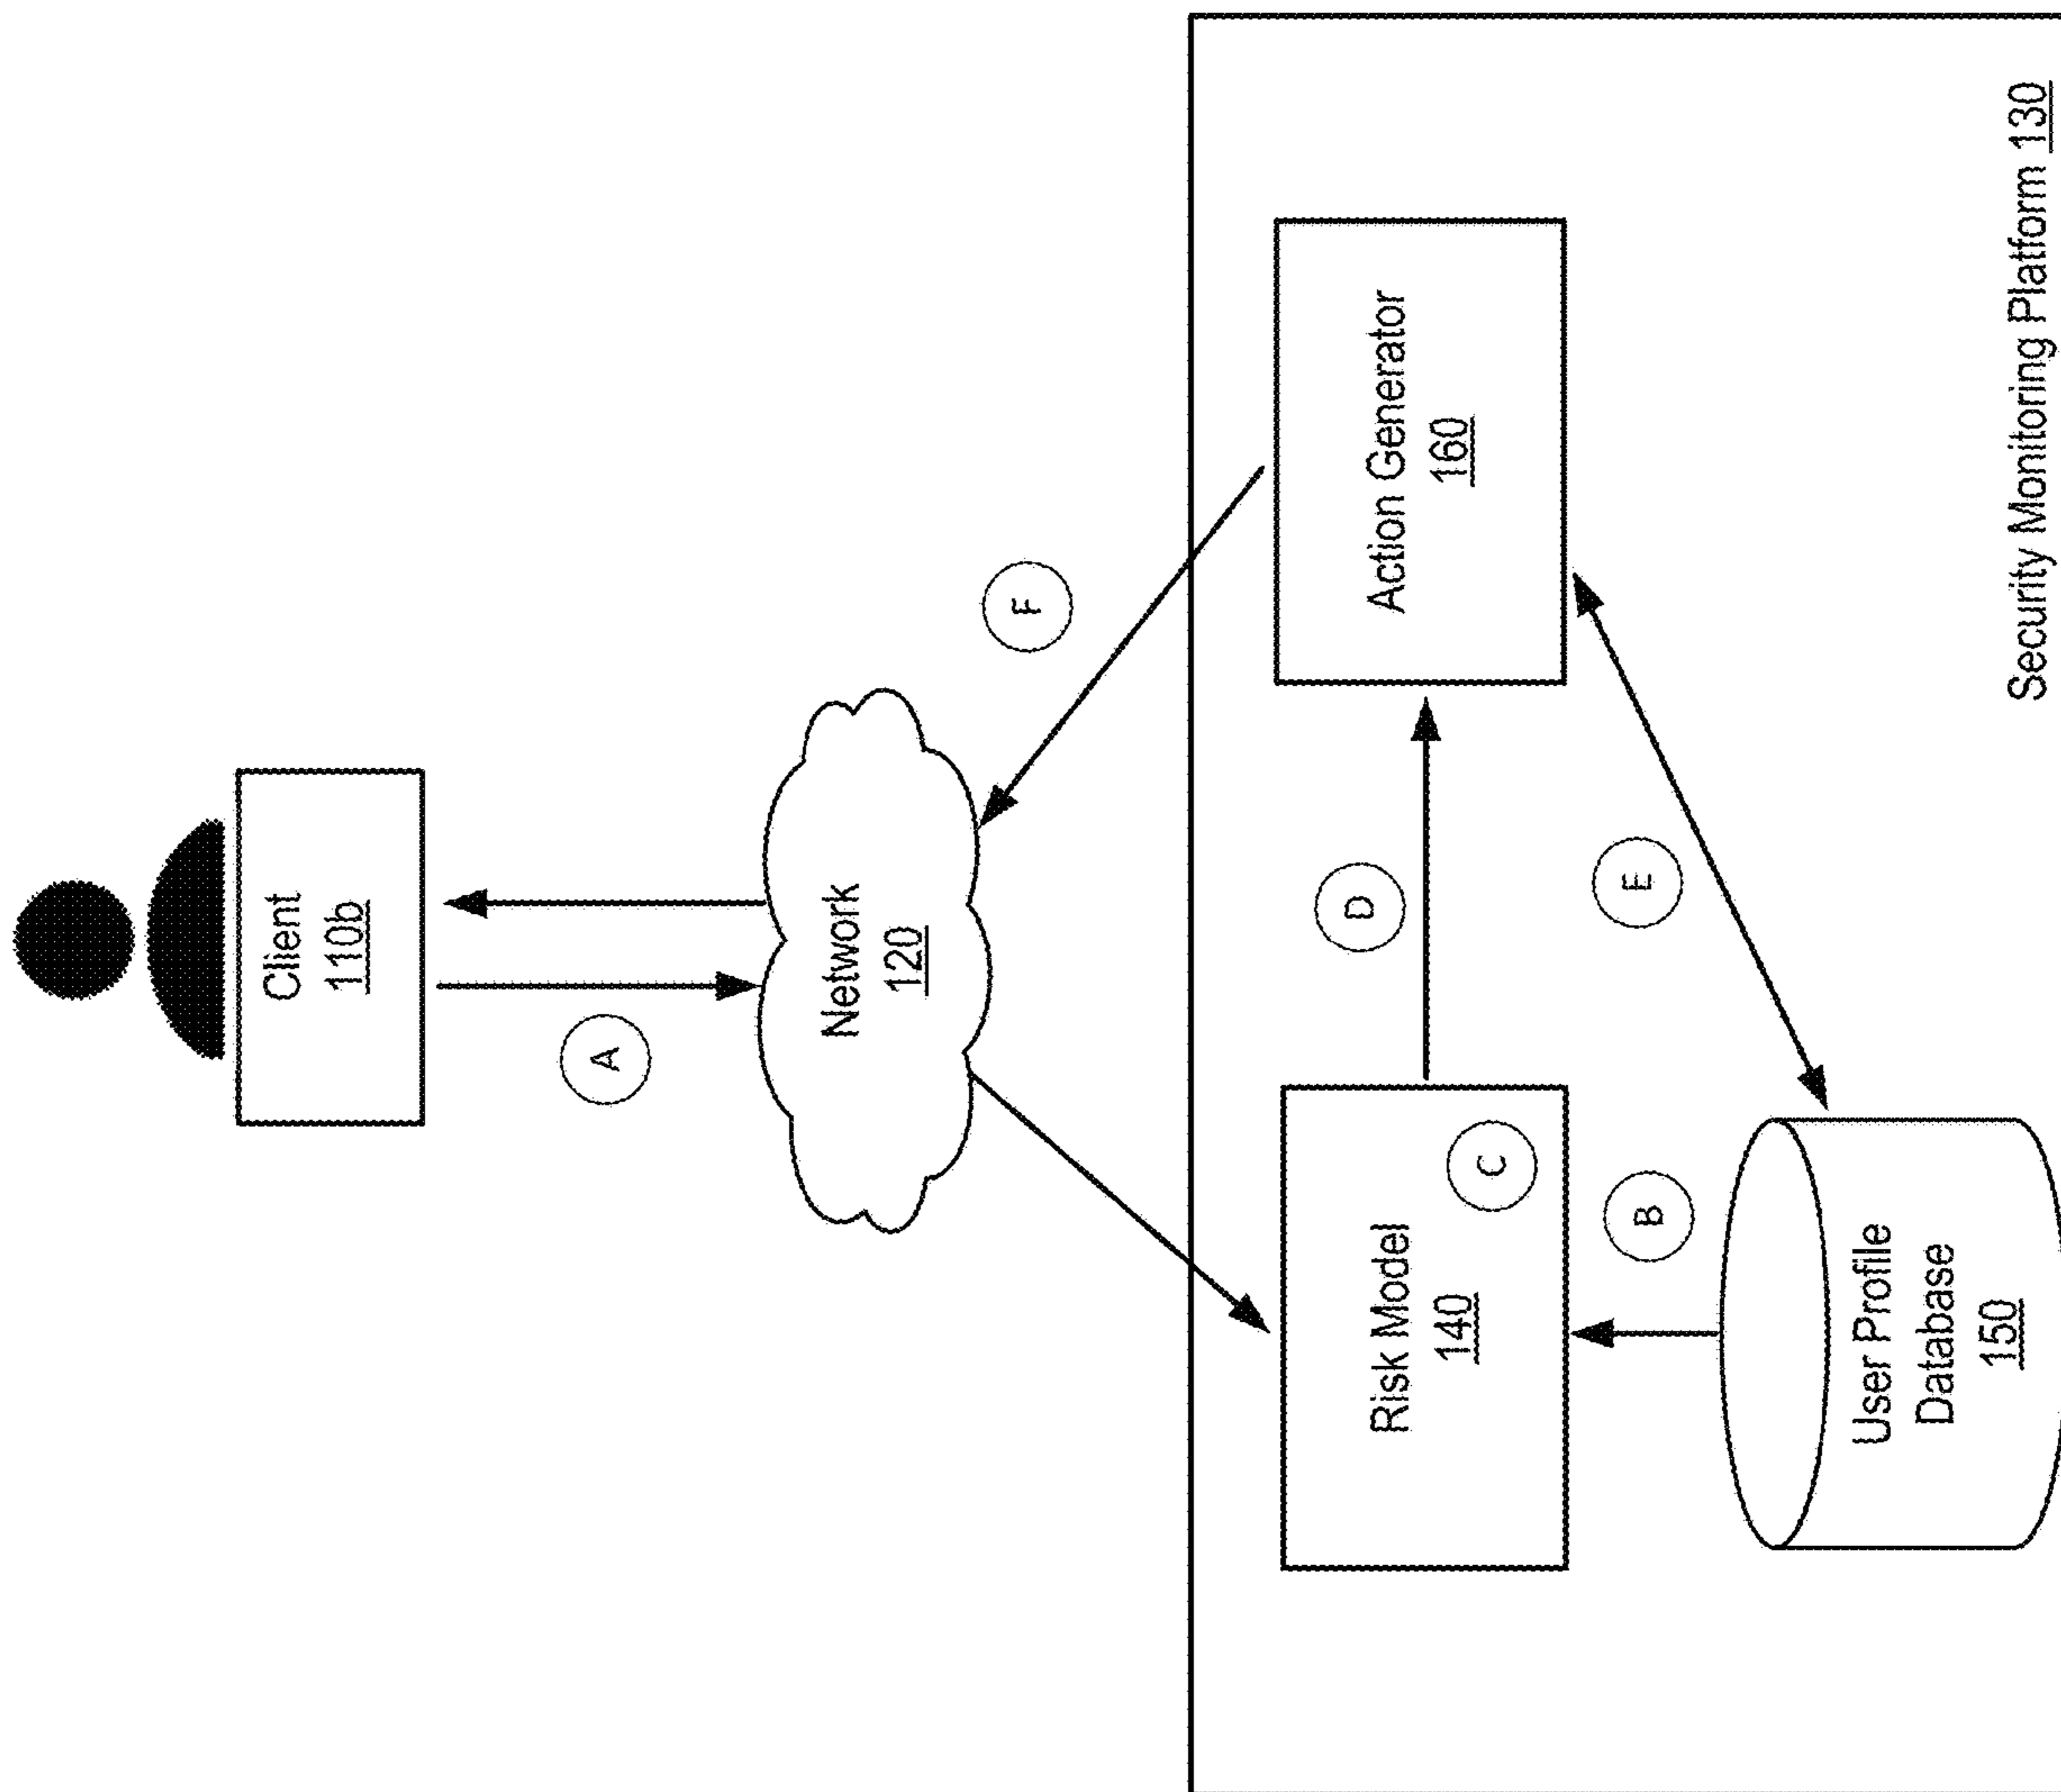 Client
110b
A
Network
120
F
Risk Model
140
C
D
Action Generator
160
B
E
User Profile
Database
150
Security Monitoring Platform 130